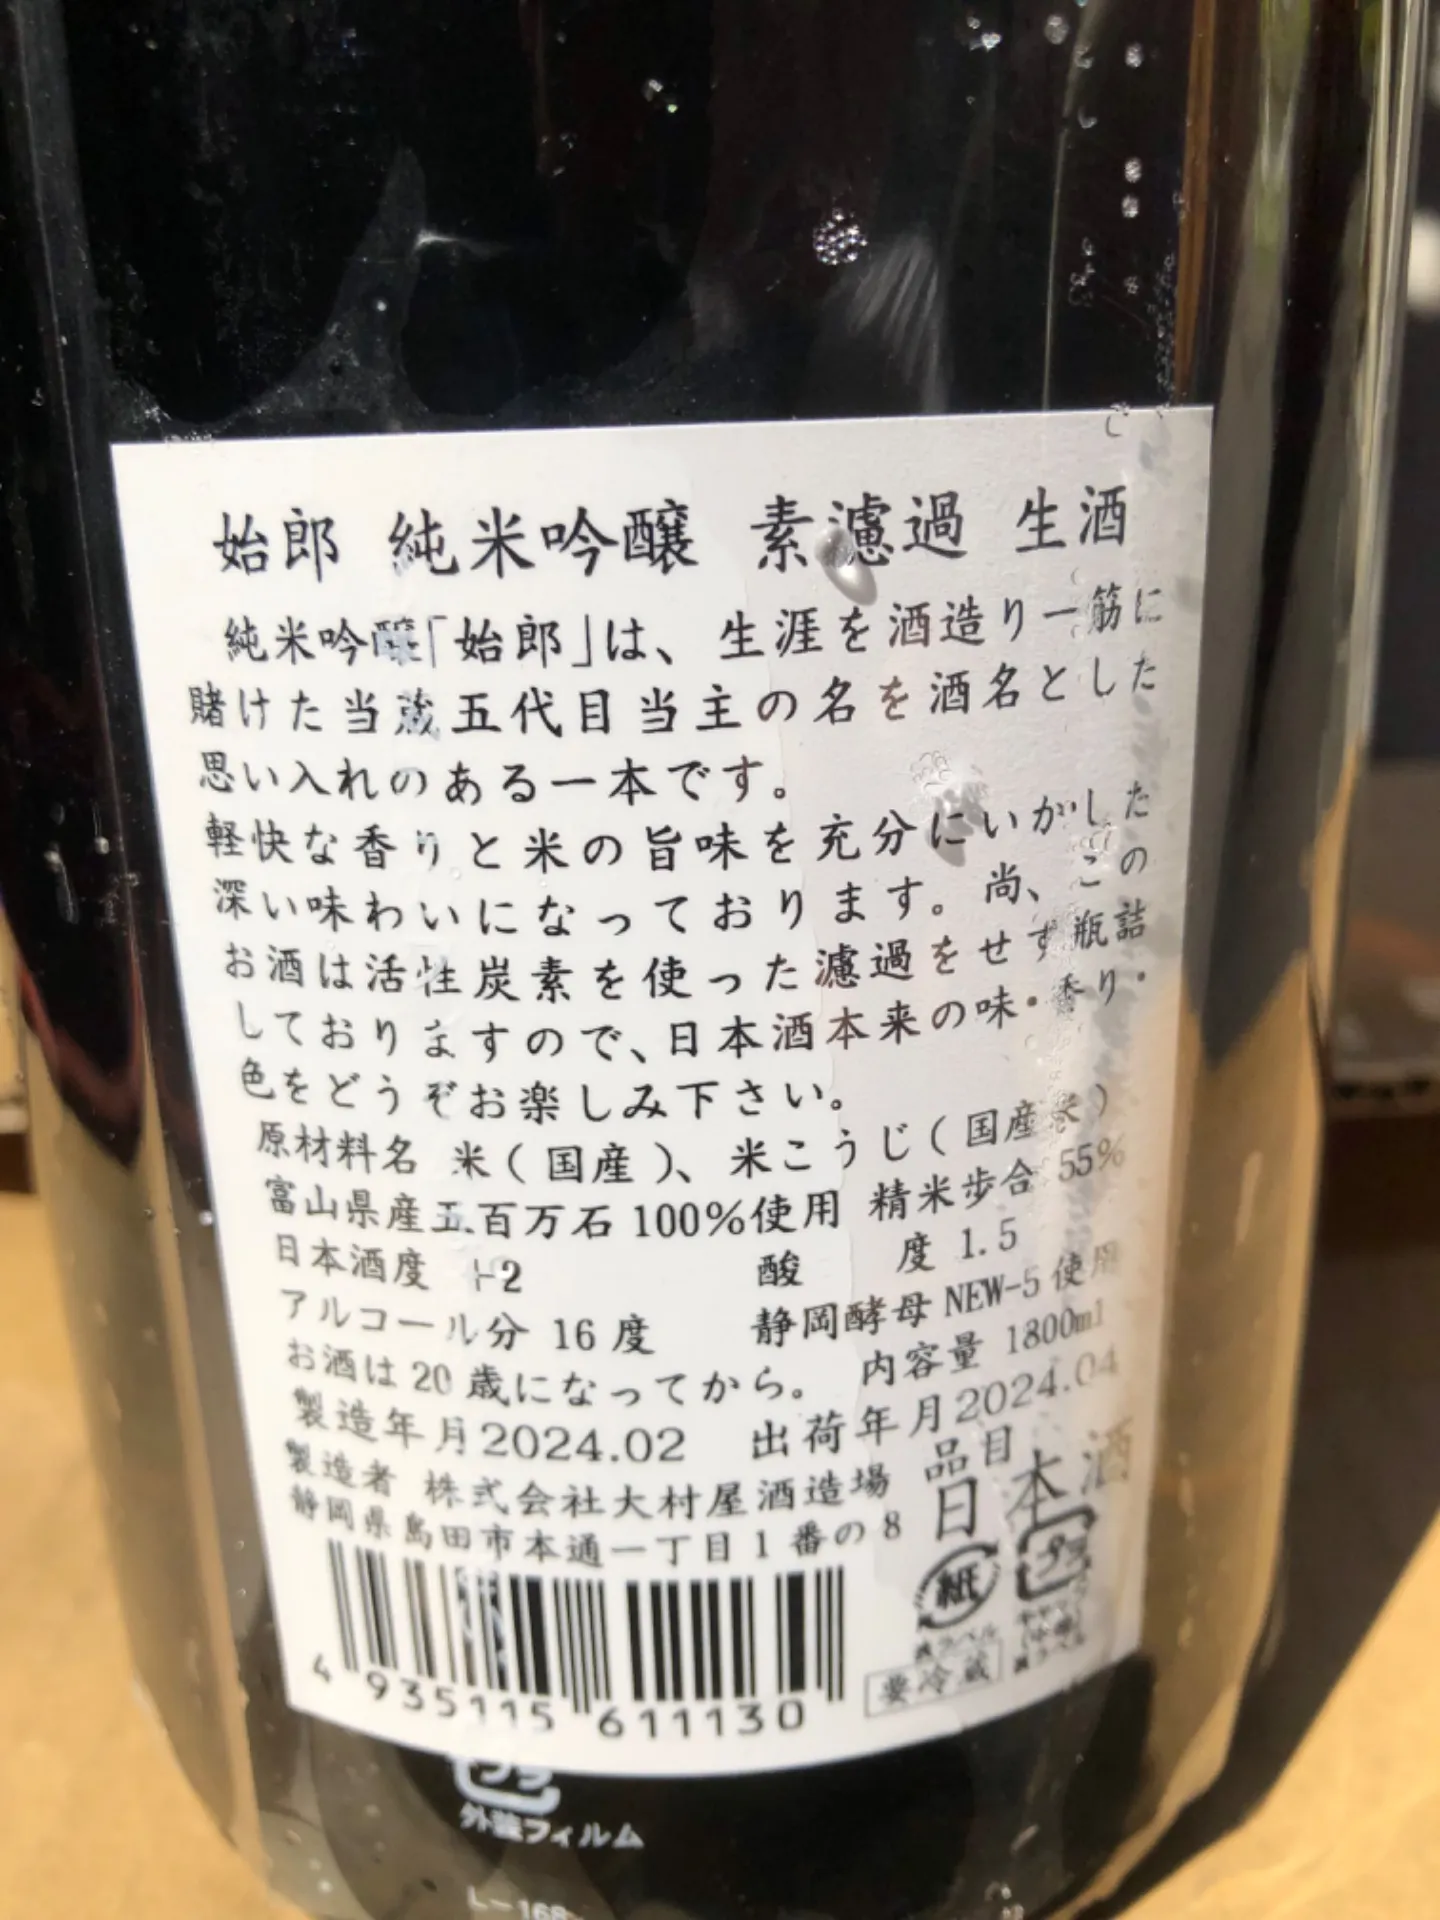 始郎 純米吟醸 素濾過 生酒
純米吟醸「始郎」は、生涯を酒造り一筋に
賭けた当蔵五代目当主の名を酒名とした
思い入れのある一本です。
軽快な香りと米の旨味を充分にいかした
深い味わいになっております。尚、この
お酒は活性炭素を使った濾過をせず瓶詰
しておりますので、日本酒本来の味・香り・
色をどうぞお楽しみ下さい。
原材料名 米(国産)、米こうじ(国産米)
富山県産五百万石100%使用 精米歩合 55%
日本酒度 +2 酸度 1.5
アルコール分 16度 静岡酵母NEW-5使用
お酒は20歳になってから。 内容量 1800ml
製造年月2024.02 出荷年月2024.04
製造者 株式会社大村屋酒造場 品目
静岡県島田市本通一丁目1番の8 日本酒
紙 プラ
紙ラベル
要冷蔵
4 935115 611130
プラ
外装フィルム
L-168